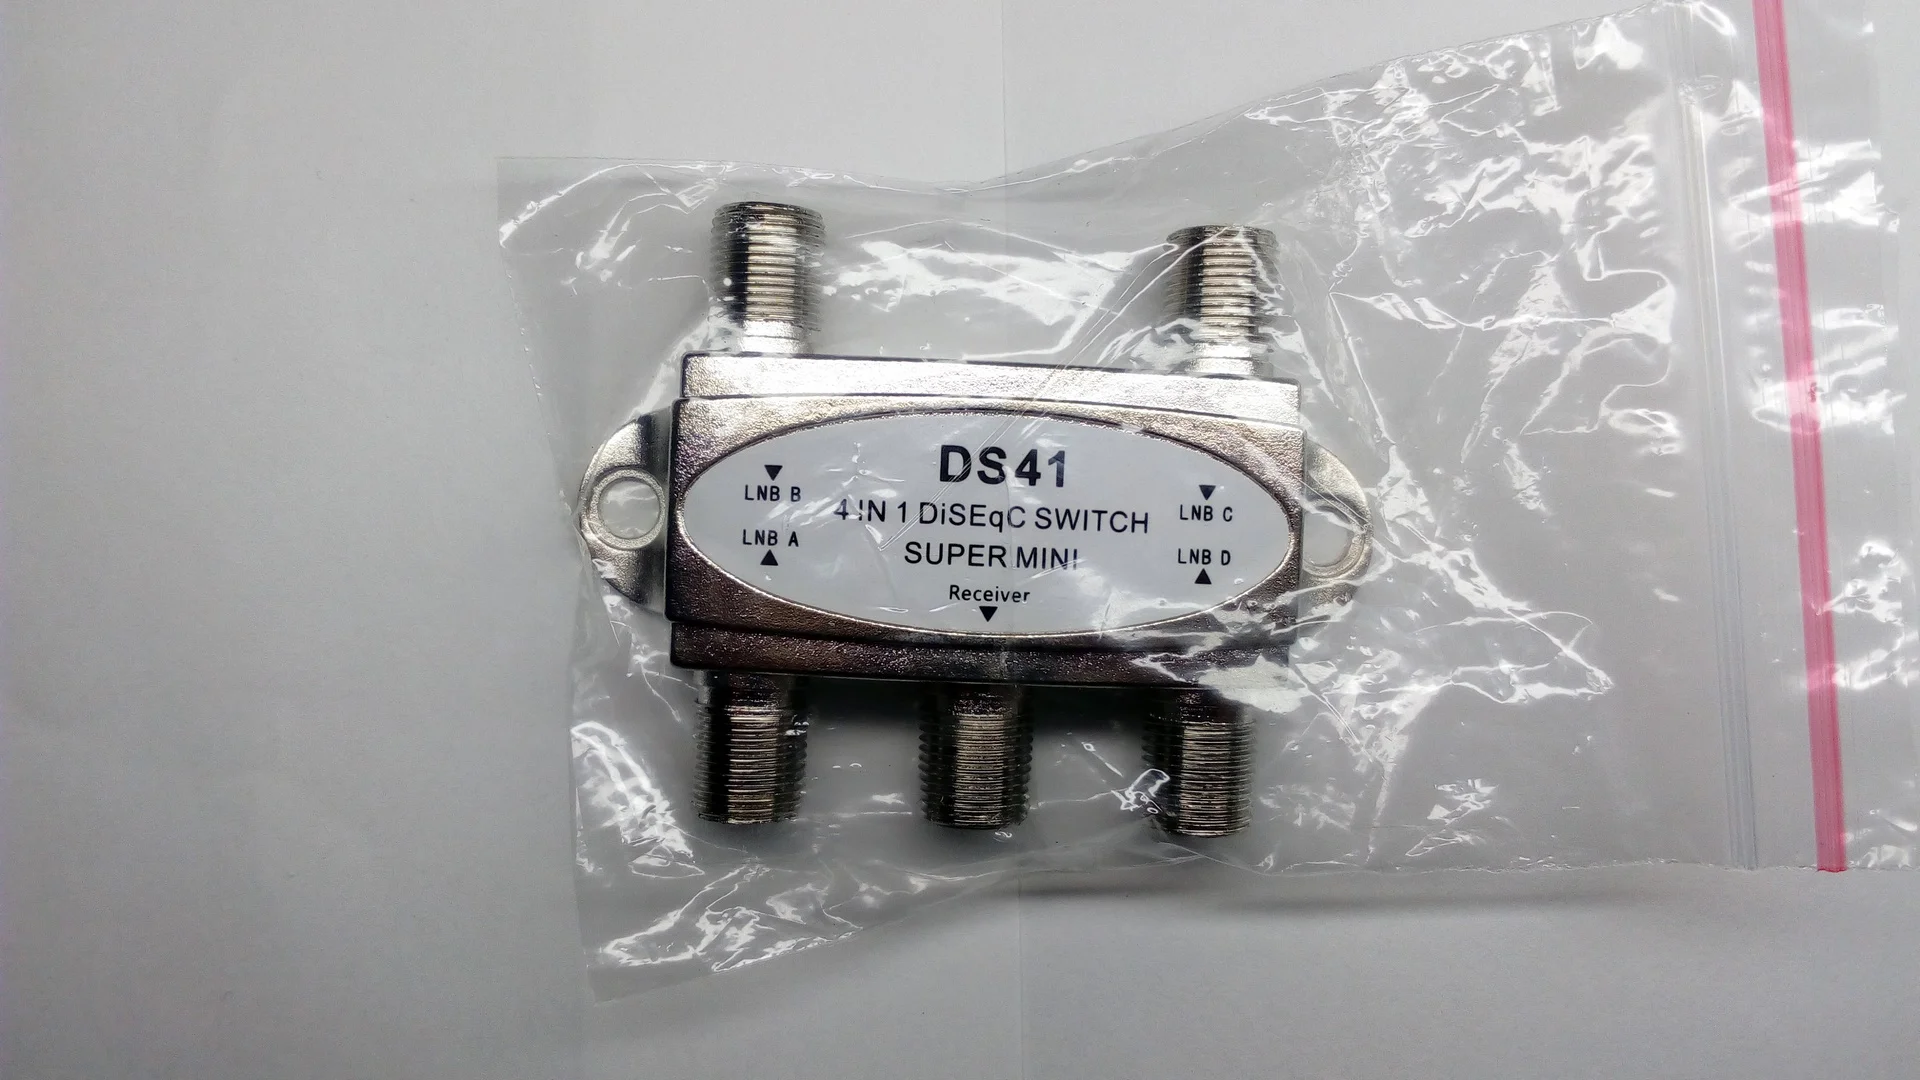 DS41
4 IN 1 DiSEqC SWITCH
SUPER MINI
Receiver
LNB B
LNB A
LNB C
LNB D